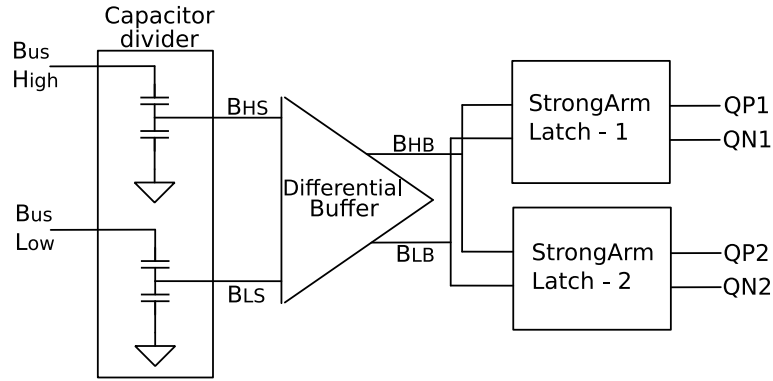 Capacitor
divider
Bus
High
BHS
BHB
StrongArm
Latch - 1
QP1
QN1
Differential
Buffer
Bus
Low
BLS
BLB
StrongArm
Latch - 2
QP2
QN2